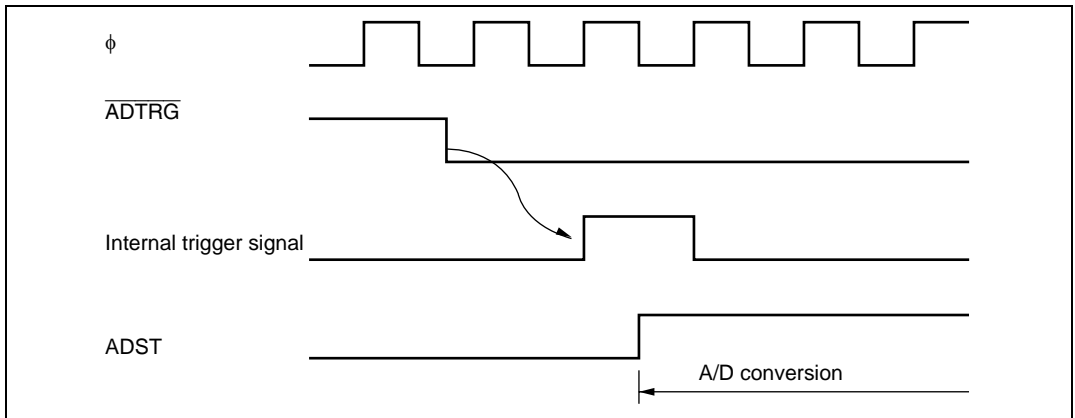 ϕ
ADTRG
Internal trigger signal
ADST
A/D conversion